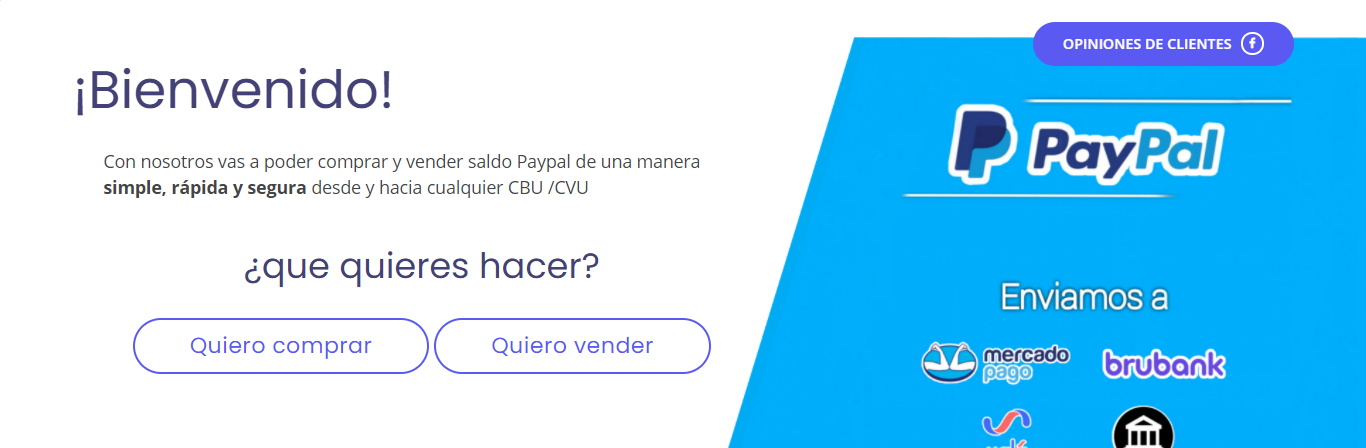 OPINIONES DE CLIENTES
¡Bienvenido!
Con nosotros vas a poder comprar y vender saldo Paypal de una manera
simple, rápida y segura desde y hacia cualquier CBU /CVU
¿que quieres hacer?
Quiero comprar
Quiero vender
PayPal
Enviamos a
mercado
pago
brubank